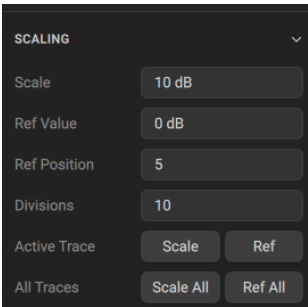 SCALING
Scale 10 dB
Ref Value 0 dB
Ref Position 5
Divisions 10
Active Trace Scale Ref
All Traces Scale All Ref All